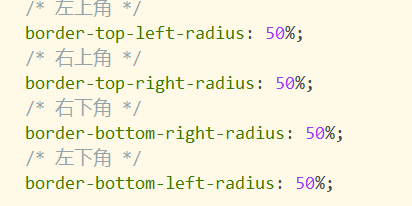 /* 左上角 */
border-top-left-radius: 50%;
/* 右上角 */
border-top-right-radius: 50%;
/* 右下角 */
border-bottom-right-radius: 50%;
/* 左下角 */
border-bottom-left-radius: 50%;